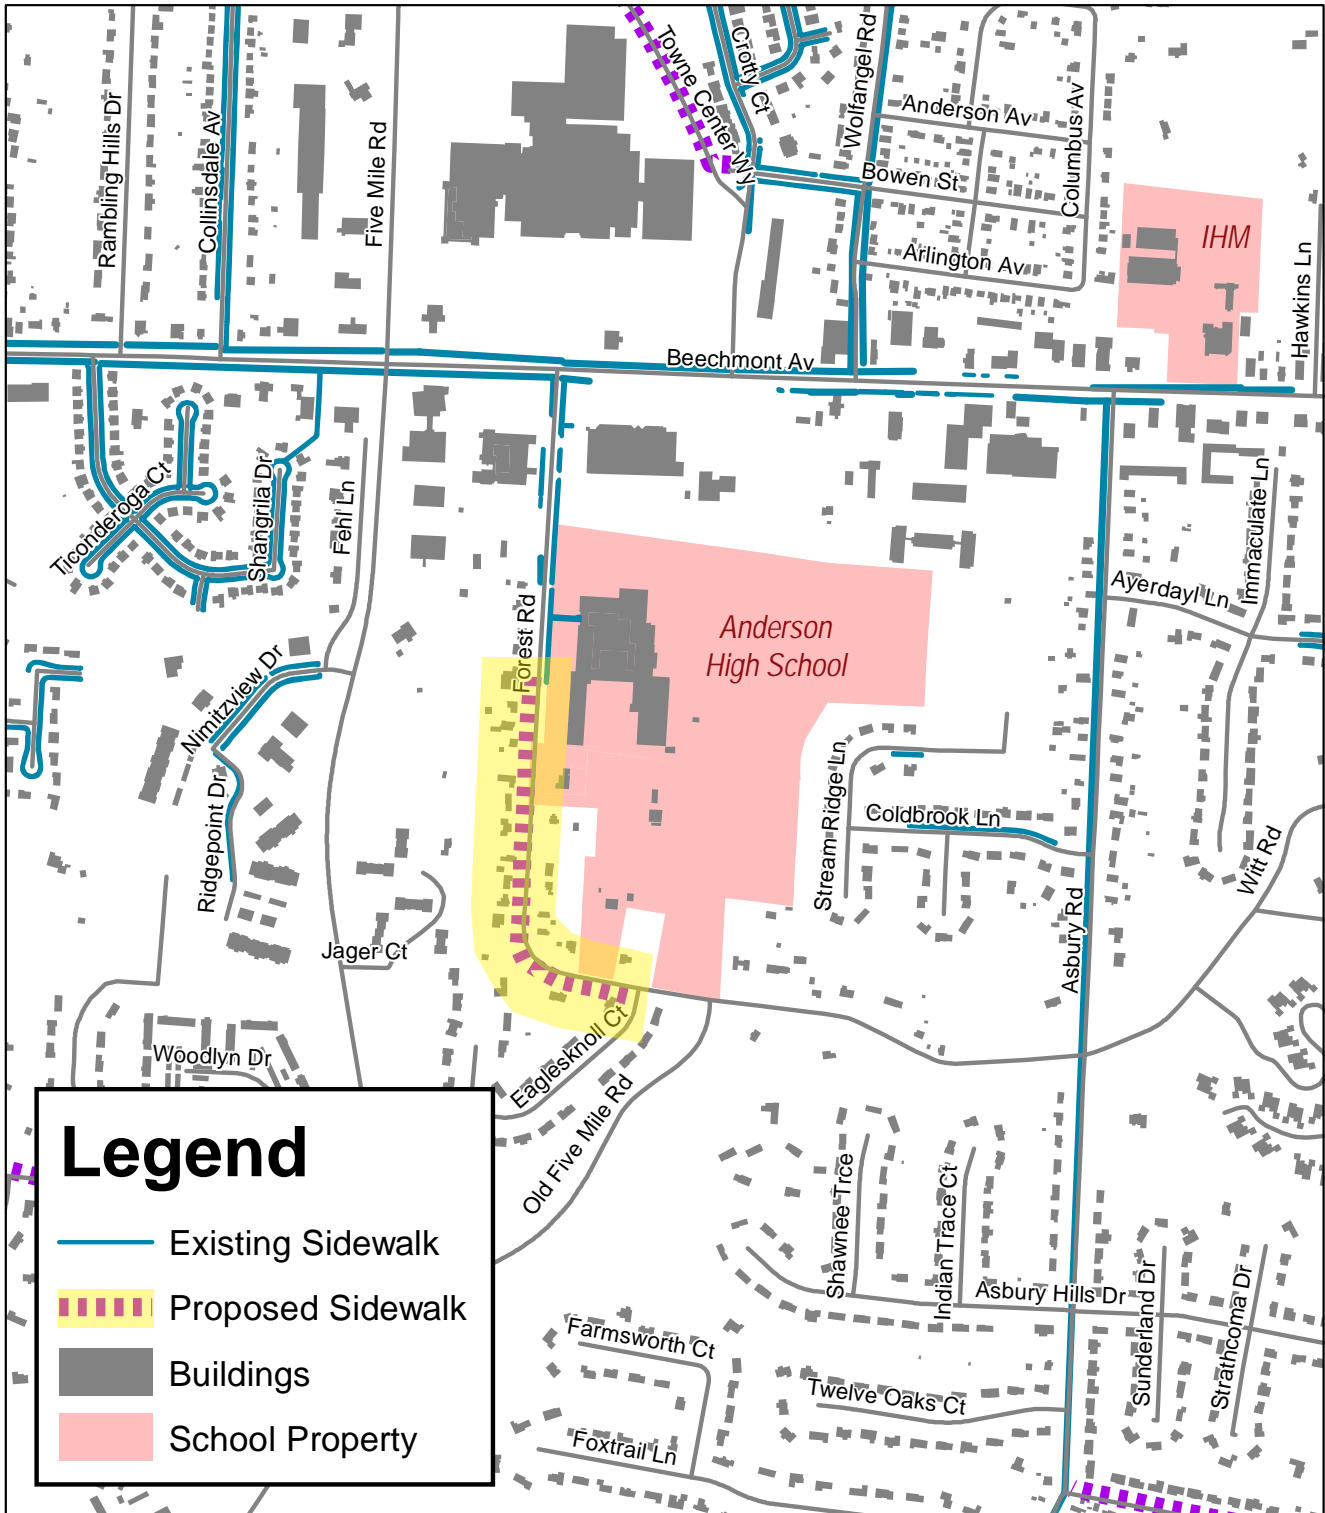 Towne Center Wy
Crotty Ct
Wolfangel Rd
Anderson Av
Columbus Av
Rambling Hills Dr
Collinsdale Av
Five Mile Rd
Bowen St
Arlington Av
IHM
Hawkins Ln
Beechmont Av
Ticonderoga Ct
Shangrila Dr
Fehl Ln
Immaculate Ln
Ayerdayl Ln
Forest Rd
Anderson
High School
Nimitzview Dr
Ridgepoint Dr
Stream Ridge Ln
Coldbrook Ln
Witt Rd
Asbury Rd
Jager Ct
Woodlyn Dr
Eaglesknoll Ct
Old Five Mile Rd
Legend
Existing Sidewalk
Proposed Sidewalk
Buildings
School Property
Shawnee Trce
Indian Trace Ct
Asbury Hills Dr
Sunderland Dr
Strathcoma Dr
Farmsworth Ct
Twelve Oaks Ct
Foxtrail Ln